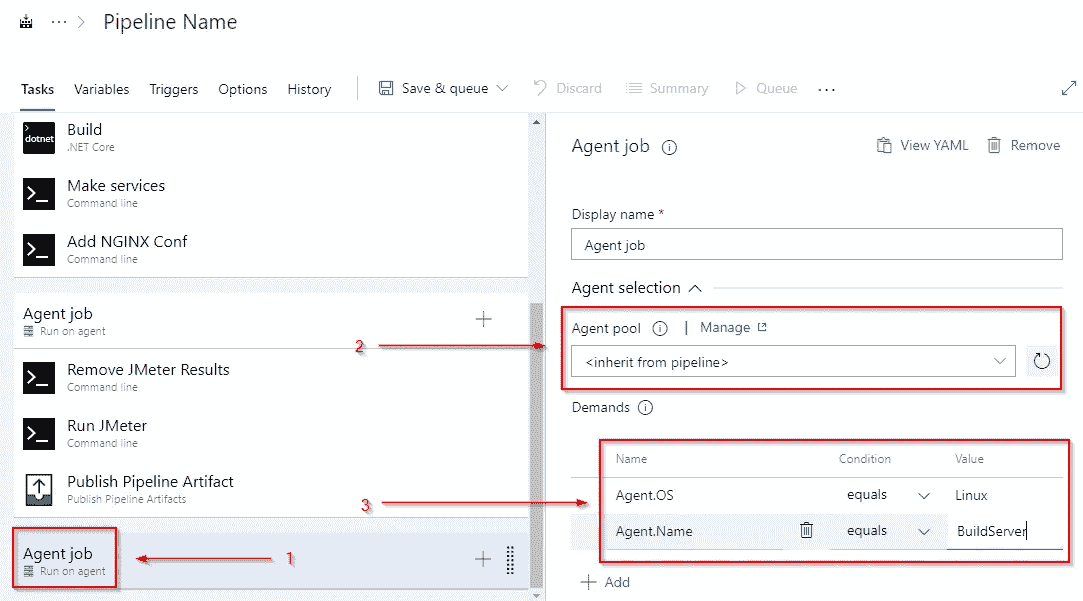 ··· > Pipeline Name
Tasks Variables Triggers Options History Save & queue Discard Summary Queue ···
dotnet
Build
.NET Core
Make services
Command line
Add NGINX Conf
Command line
Agent job
Run on agent
Remove JMeter Results
Command line
Run JMeter
Command line
Publish Pipeline Artifact
Publish Pipeline Artifacts
Agent job
Run on agent
1
2
3
Agent job View YAML Remove
Display name *
Agent job
Agent selection
Agent pool | Manage
<inherit from pipeline>
Demands
Name Condition Value
Agent.OS equals Linux
Agent.Name equals BuildServer
+ Add